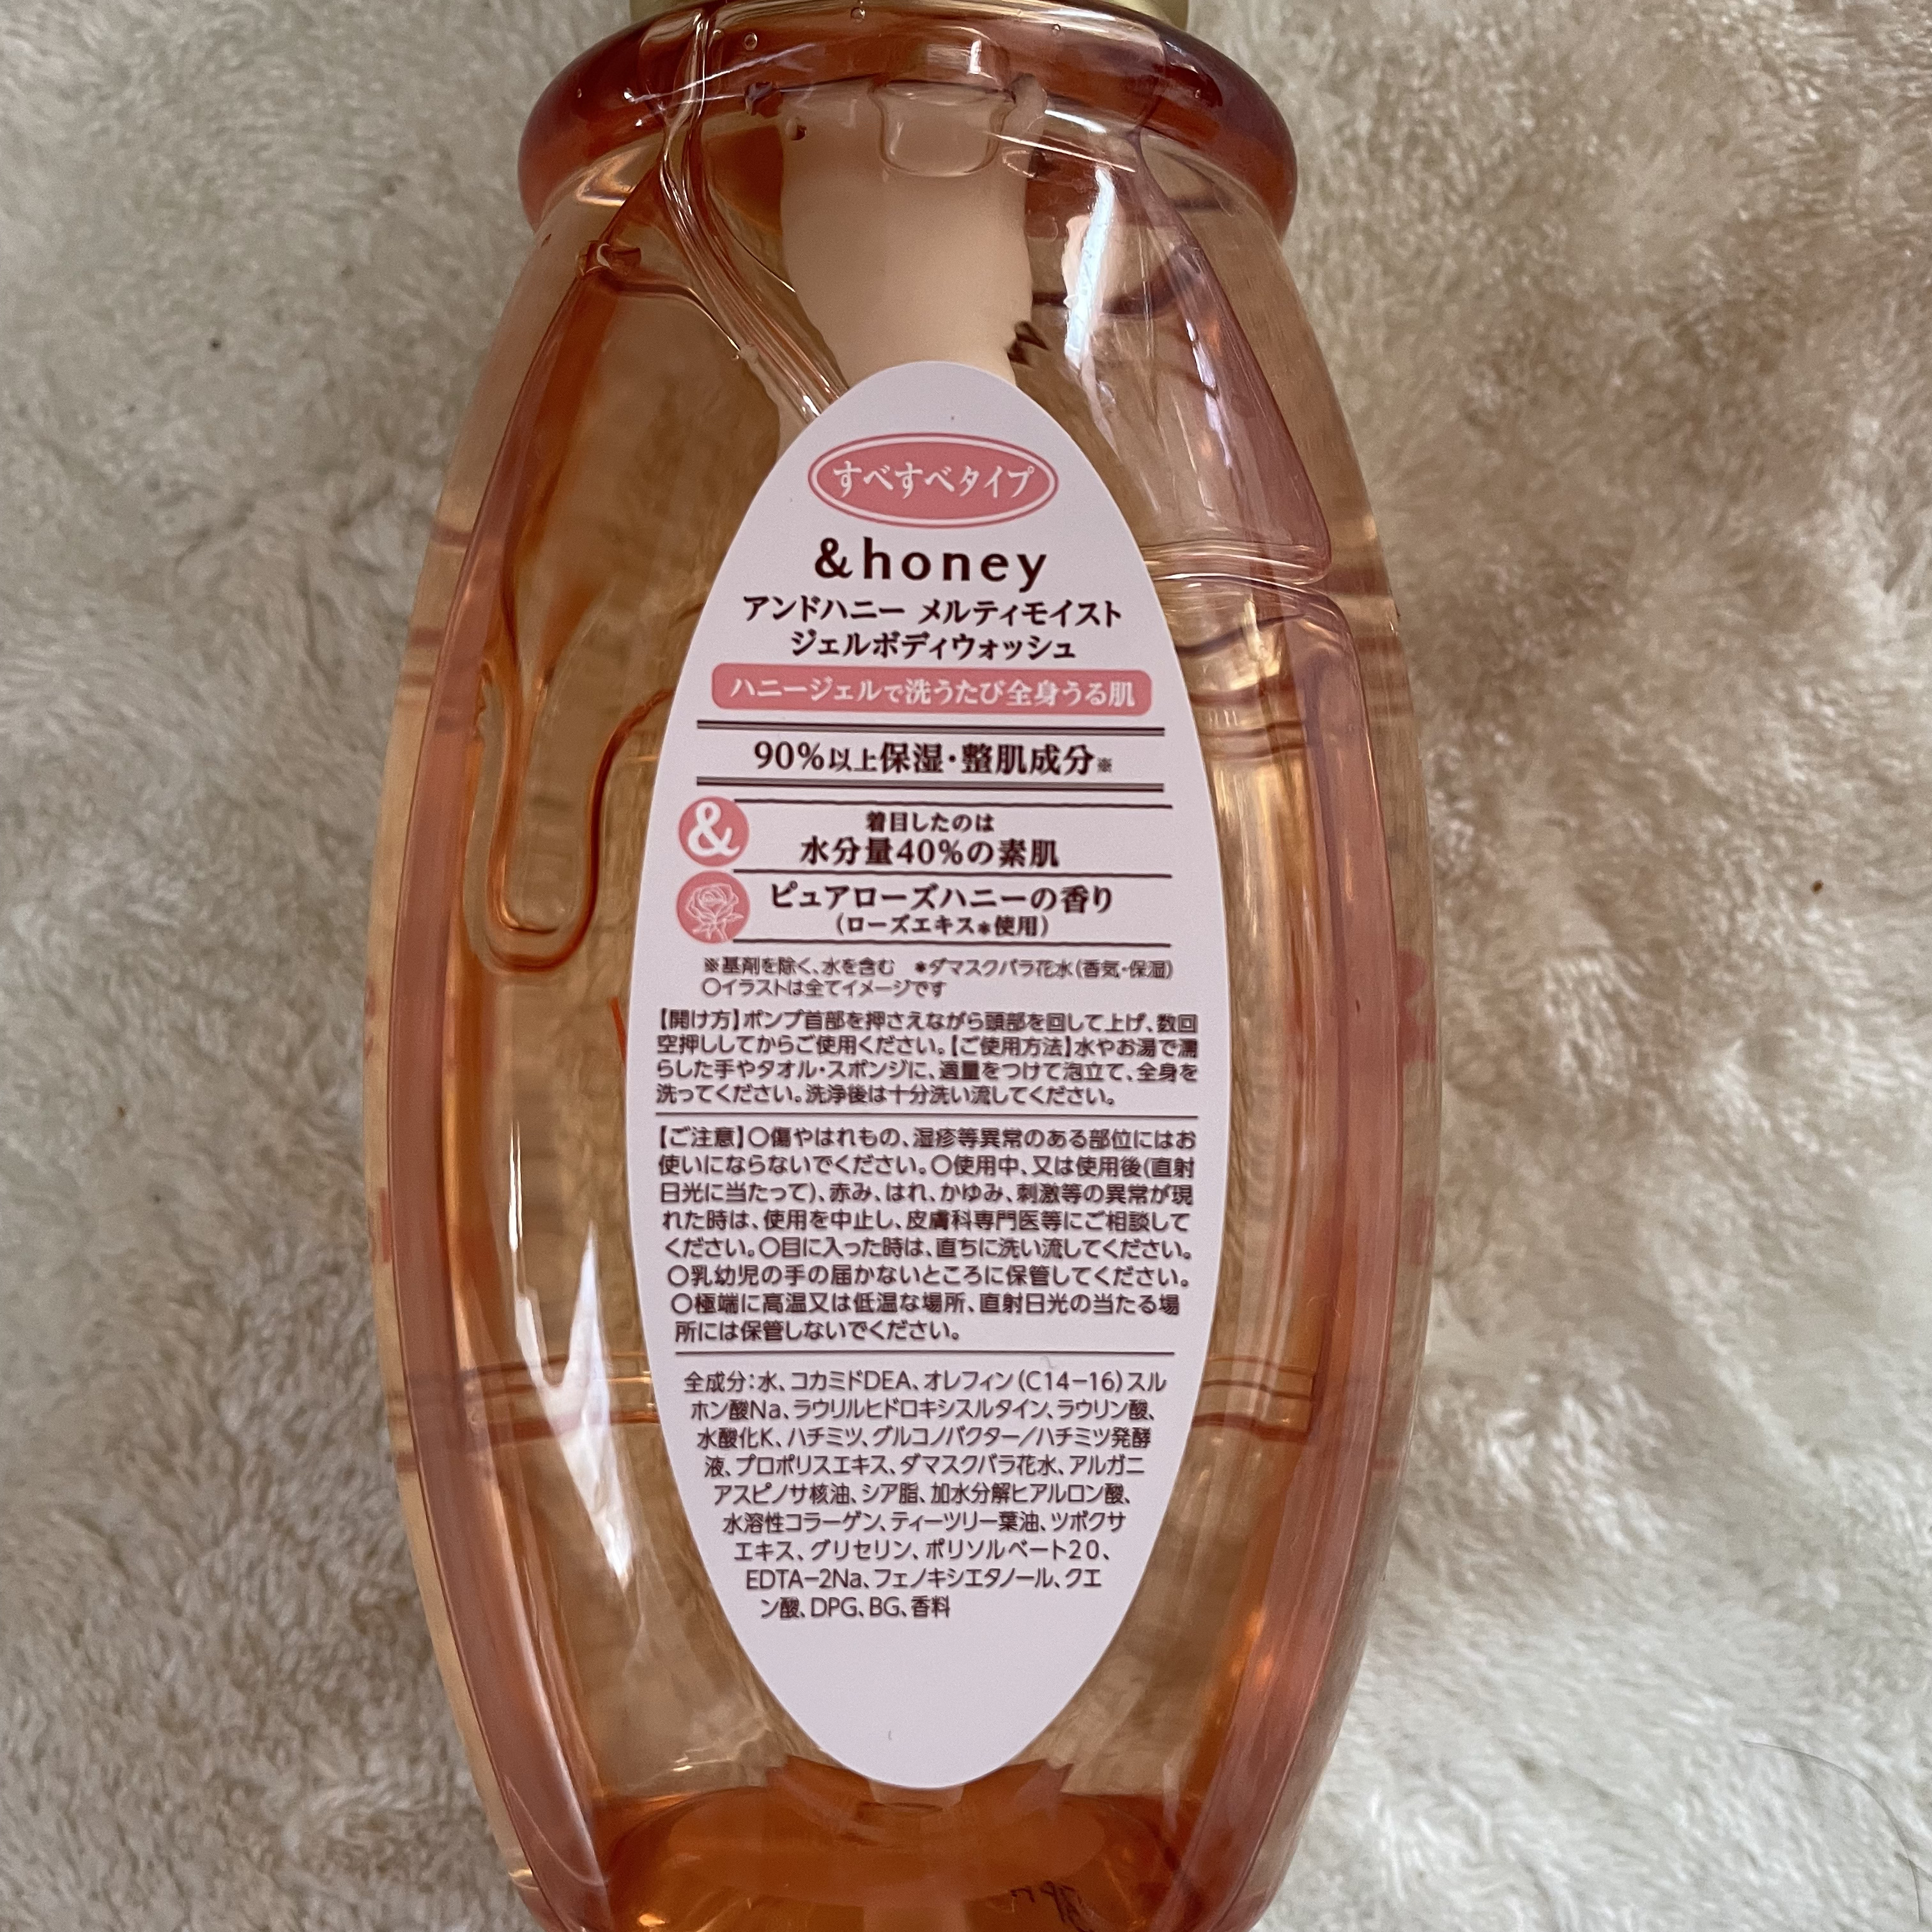 すべすべタイプ
&honey
アンドハニー メルティモイスト
ジェルボディウォッシュ
ハニージェルで洗うたび全身うる肌
90%以上保湿・整肌成分※
&
着目したのは
水分量40%の素肌
ピュアローズハニーの香り
(ローズエキス*使用)
※基剤を除く、水を含む *ダマスクバラ花水(香気・保湿)
〇イラストは全てイメージです
【開け方】ポンプ首部を押さえながら頭部を回して上げ、数回
空押ししてからご使用ください。【ご使用方法】水やお湯で濡
らした手やタオル・スポンジに、適量をつけて泡立て、全身を
洗ってください。洗浄後は十分洗い流してください。
【ご注意】〇傷やはれもの、湿疹等異常のある部位にはお
使いにならないでください。〇使用中、又は使用後(直射
日光に当たって)、赤み、はれ、かゆみ、刺激等の異常が現
れた時は、使用を中止し、皮膚科専門医等にご相談して
ください。〇目に入った時は、直ちに洗い流してください。
〇乳幼児の手の届かないところに保管してください。
〇極端に高温又は低温な場所、直射日光の当たる場
所には保管しないでください。
全成分:水、コカミドDEA、オレフィン(C14-16)スル
ホン酸Na、ラウリルヒドロキシスルタイン、ラウリン酸、
水酸化K、ハチミツ、グルコノバクター/ハチミツ発酵
液、プロポリスエキス、ダマスクバラ花水、アルガニ
アスピノサ核油、シア脂、加水分解ヒアルロン酸、
水溶性コラーゲン、ティーツリー葉油、ツボクサ
エキス、グリセリン、ポリソルベート20、
EDTA-2Na、フェノキシエタノール、クエ
ン酸、DPG、BG、香料